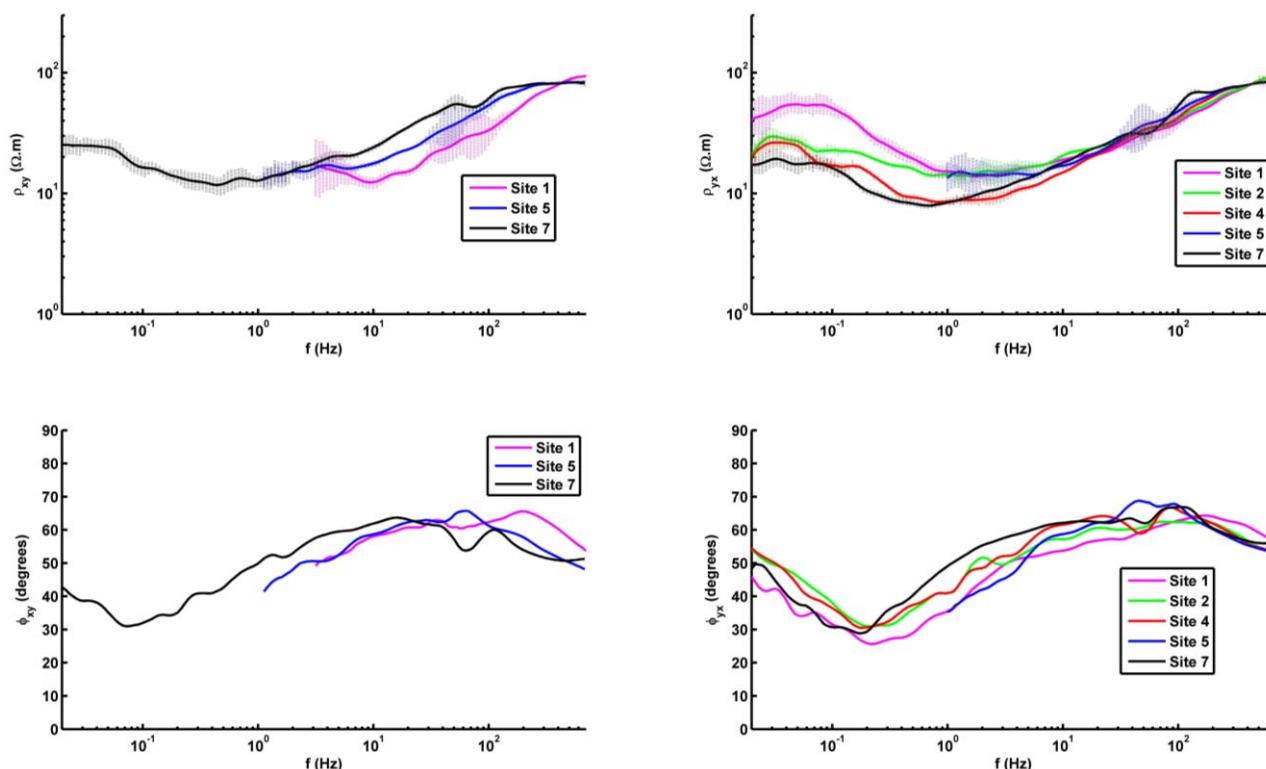 10²
10¹
10⁰
ρxy (Ω.m)
10⁻¹ 10⁰ 10¹ 10²
f (Hz)
Site 1
Site 5
Site 7
10²
10¹
10⁰
ρyx (Ω.m)
10⁻¹ 10⁰ 10¹ 10²
f (Hz)
Site 1
Site 2
Site 4
Site 5
Site 7
90
80
70
60
50
40
30
20
10
0
ϕxy (degrees)
10⁻¹ 10⁰ 10¹ 10²
f (Hz)
Site 1
Site 5
Site 7
90
80
70
60
50
40
30
20
10
0
ϕyx (degrees)
10⁻¹ 10⁰ 10¹ 10²
f (Hz)
Site 1
Site 2
Site 4
Site 5
Site 7